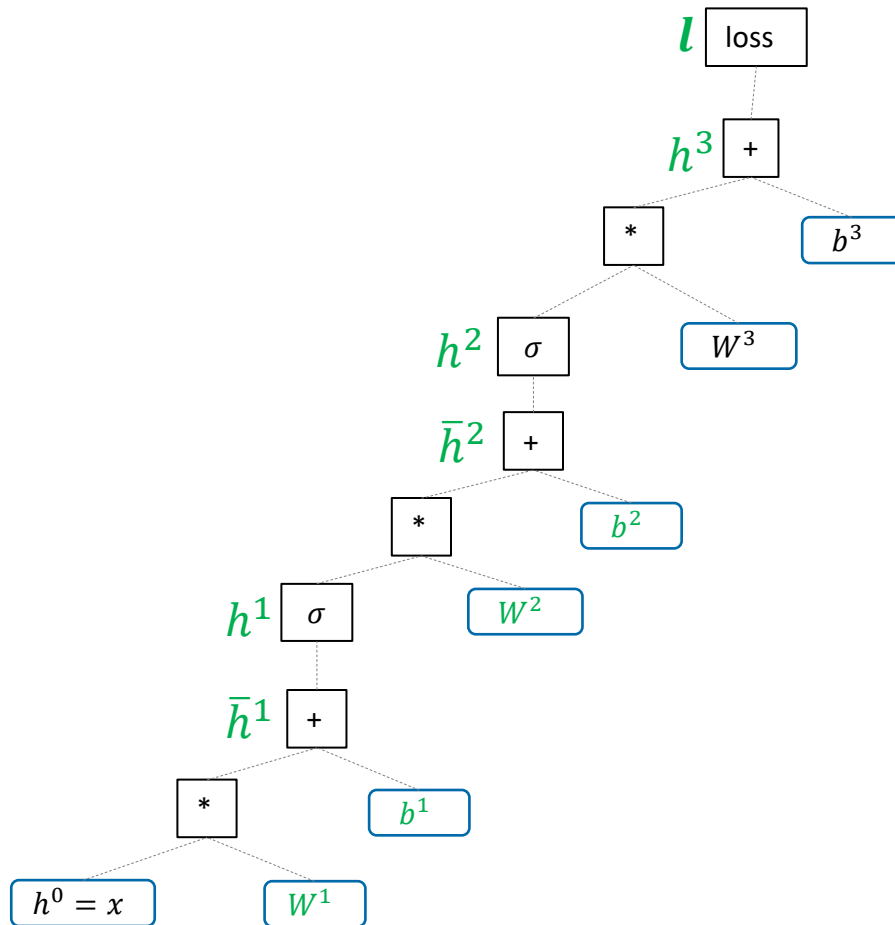 l loss
h³ +
* b³
h² σ W³
h̄² +
* b²
h¹ σ W²
h̄¹ +
* b¹
h⁰ = x W¹